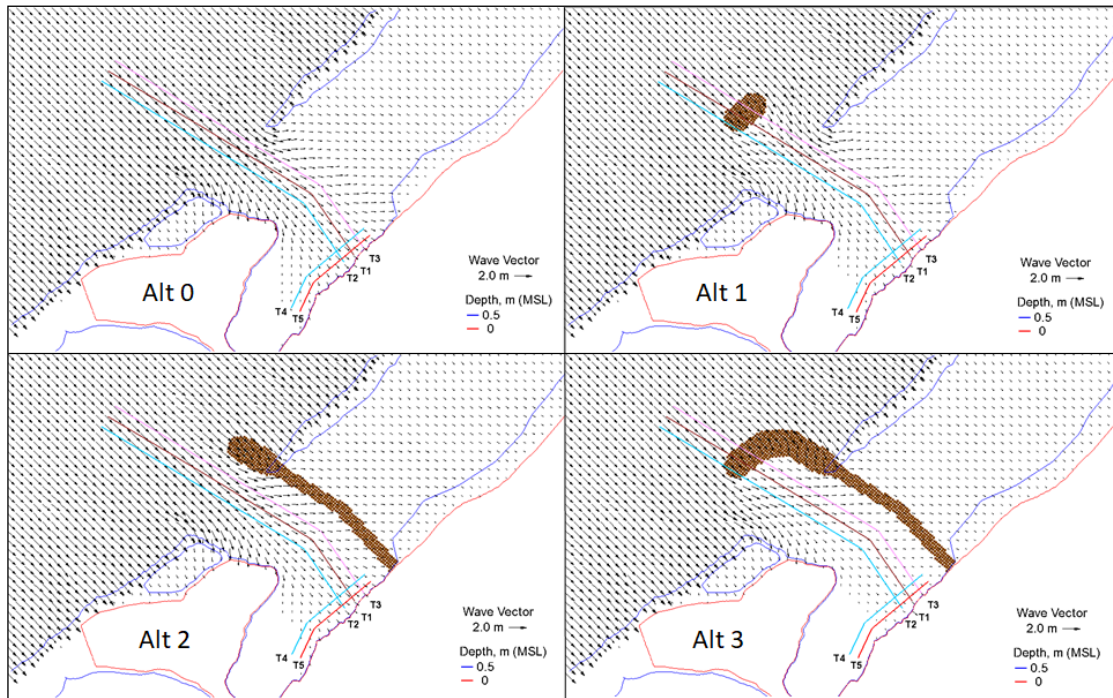 Alt 0
T3
T1
T2
T4
T5
Wave Vector
2.0 m
Depth, m (MSL)
0.5
0
Alt 1
T3
T1
T2
T4
T5
Wave Vector
2.0 m
Depth, m (MSL)
0.5
0
Alt 2
T3
T1
T2
T4
T5
Wave Vector
2.0 m
Depth, m (MSL)
0.5
0
Alt 3
T3
T1
T2
T4
T5
Wave Vector
2.0 m
Depth, m (MSL)
0.5
0